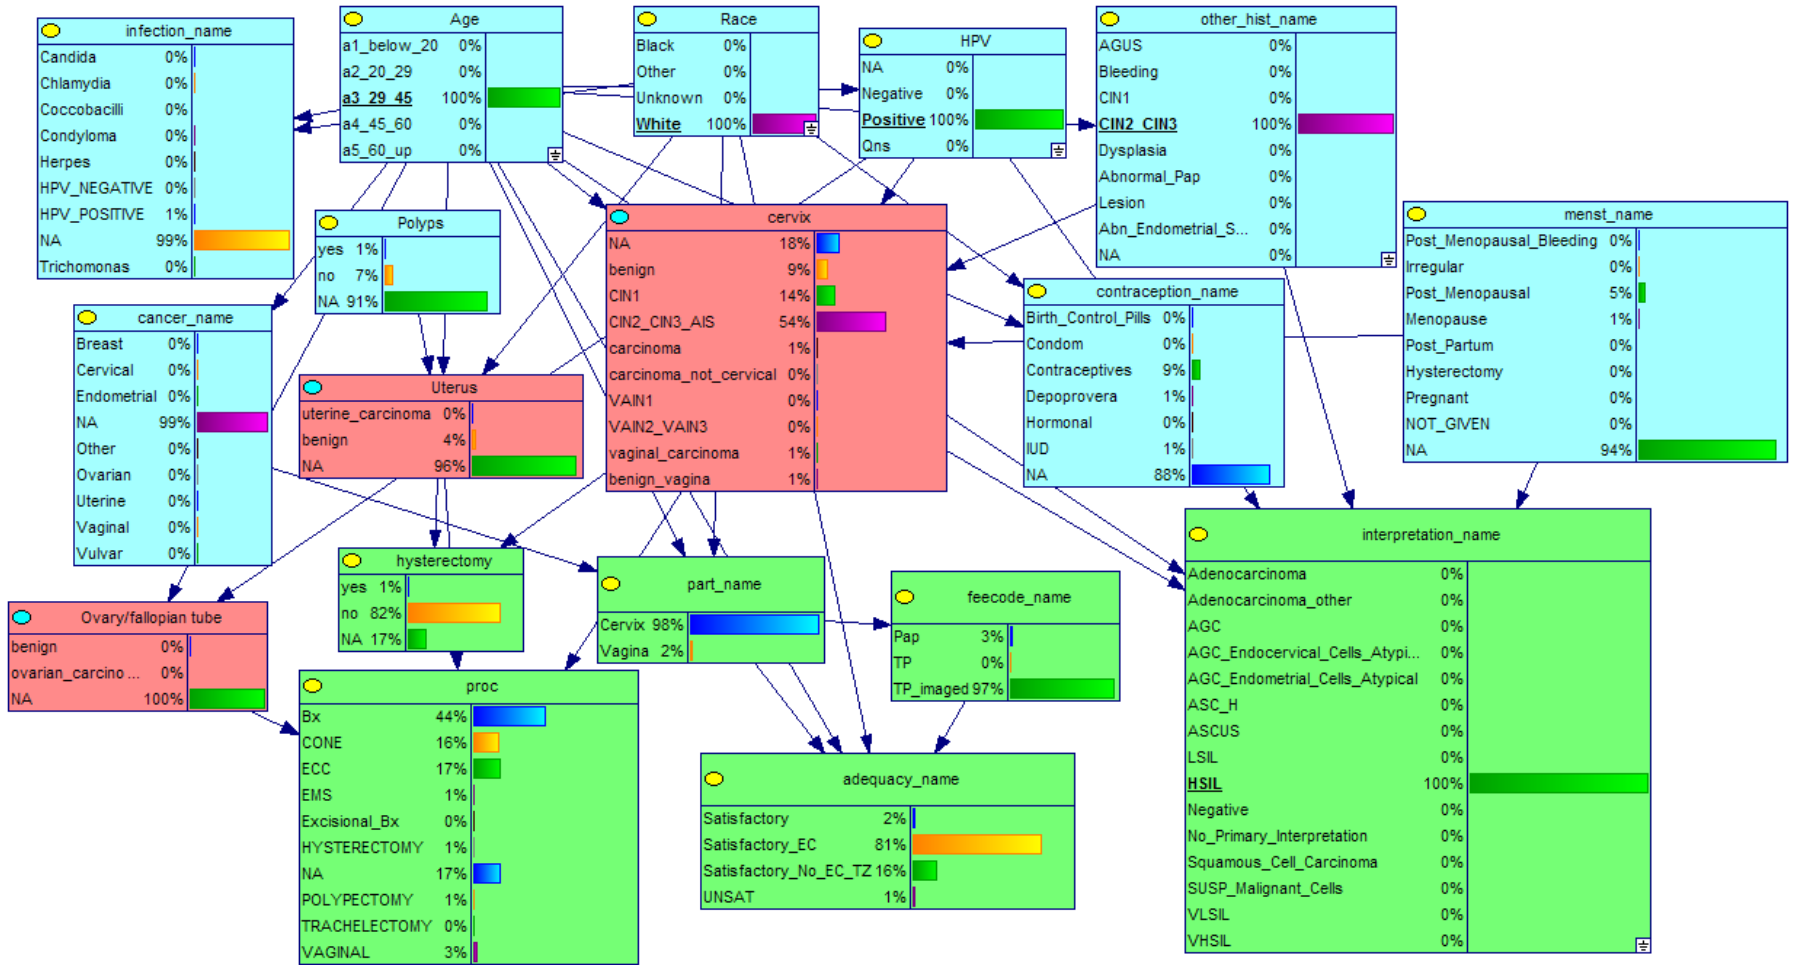 infection_name
Candida 0%
Chlamydia 0%
Coccobacilli 0%
Condyloma 0%
Herpes 0%
HPV_NEGATIVE 0%
HPV_POSITIVE 1%
NA 99%
Trichomonas 0%
Age
a1_below_20 0%
a2_20_29 0%
a3_29_45 100%
a4_45_60 0%
a5_60_up 0%
Race
Black 0%
Other 0%
Unknown 0%
White 100%
HPV
NA 0%
Negative 0%
Positive 100%
Qns 0%
other_hist_name
AGUS 0%
Bleeding 0%
CIN1 0%
CIN2_CIN3 100%
Dysplasia 0%
Abnormal_Pap 0%
Lesion 0%
Abn_Endometrial_S... 0%
NA 0%
Polyps
yes 1%
no 7%
NA 91%
cervix
NA 18%
benign 9%
CIN1 14%
CIN2_CIN3_AIS 54%
carcinoma 1%
carcinoma_not_cervical 0%
VAIN1 0%
VAIN2_VAIN3 0%
vaginal_carcinoma 1%
benign_vagina 1%
menst_name
Post_Menopausal_Bleeding 0%
Irregular 0%
Post_Menopausal 5%
Menopause 1%
Post_Partum 0%
Hysterectomy 0%
Pregnant 0%
NOT_GIVEN 0%
NA 94%
contraception_name
Birth_Control_Pills 0%
Condom 0%
Contraceptives 9%
Depoprovera 1%
Hormonal 0%
IUD 1%
NA 88%
cancer_name
Breast 0%
Cervical 0%
Endometrial 0%
NA 99%
Other 0%
Ovarian 0%
Uterine 0%
Vaginal 0%
Vulvar 0%
Uterus
uterine_carcinoma 0%
benign 4%
NA 96%
hysterectomy
yes 1%
no 82%
NA 17%
part_name
Cervix 98%
Vagina 2%
feecode_name
Pap 3%
TP 0%
TP_imaged 97%
interpretation_name
Adenocarcinoma 0%
Adenocarcinoma_other 0%
AGC 0%
AGC_Endocervical_Cells_Atypi... 0%
AGC_Endometrial_Cells_Atypical 0%
ASC_H 0%
ASCUS 0%
LSIL 0%
HSIL 100%
Negative 0%
No_Primary_Interpretation 0%
Squamous_Cell_Carcinoma 0%
SUSP_Malignant_Cells 0%
VLSIL 0%
VHSIL 0%
Ovary/fallopian tube
benign 0%
ovarian_carcino ... 0%
NA 100%
proc
Bx 44%
CONE 16%
ECC 17%
EMS 1%
Excisional_Bx 0%
HYSTERECTOMY 1%
NA 17%
POLYPECTOMY 1%
TRACHELECTOMY 0%
VAGINAL 3%
adequacy_name
Satisfactory 2%
Satisfactory_EC 81%
Satisfactory_No_EC_TZ 16%
UNSAT 1%